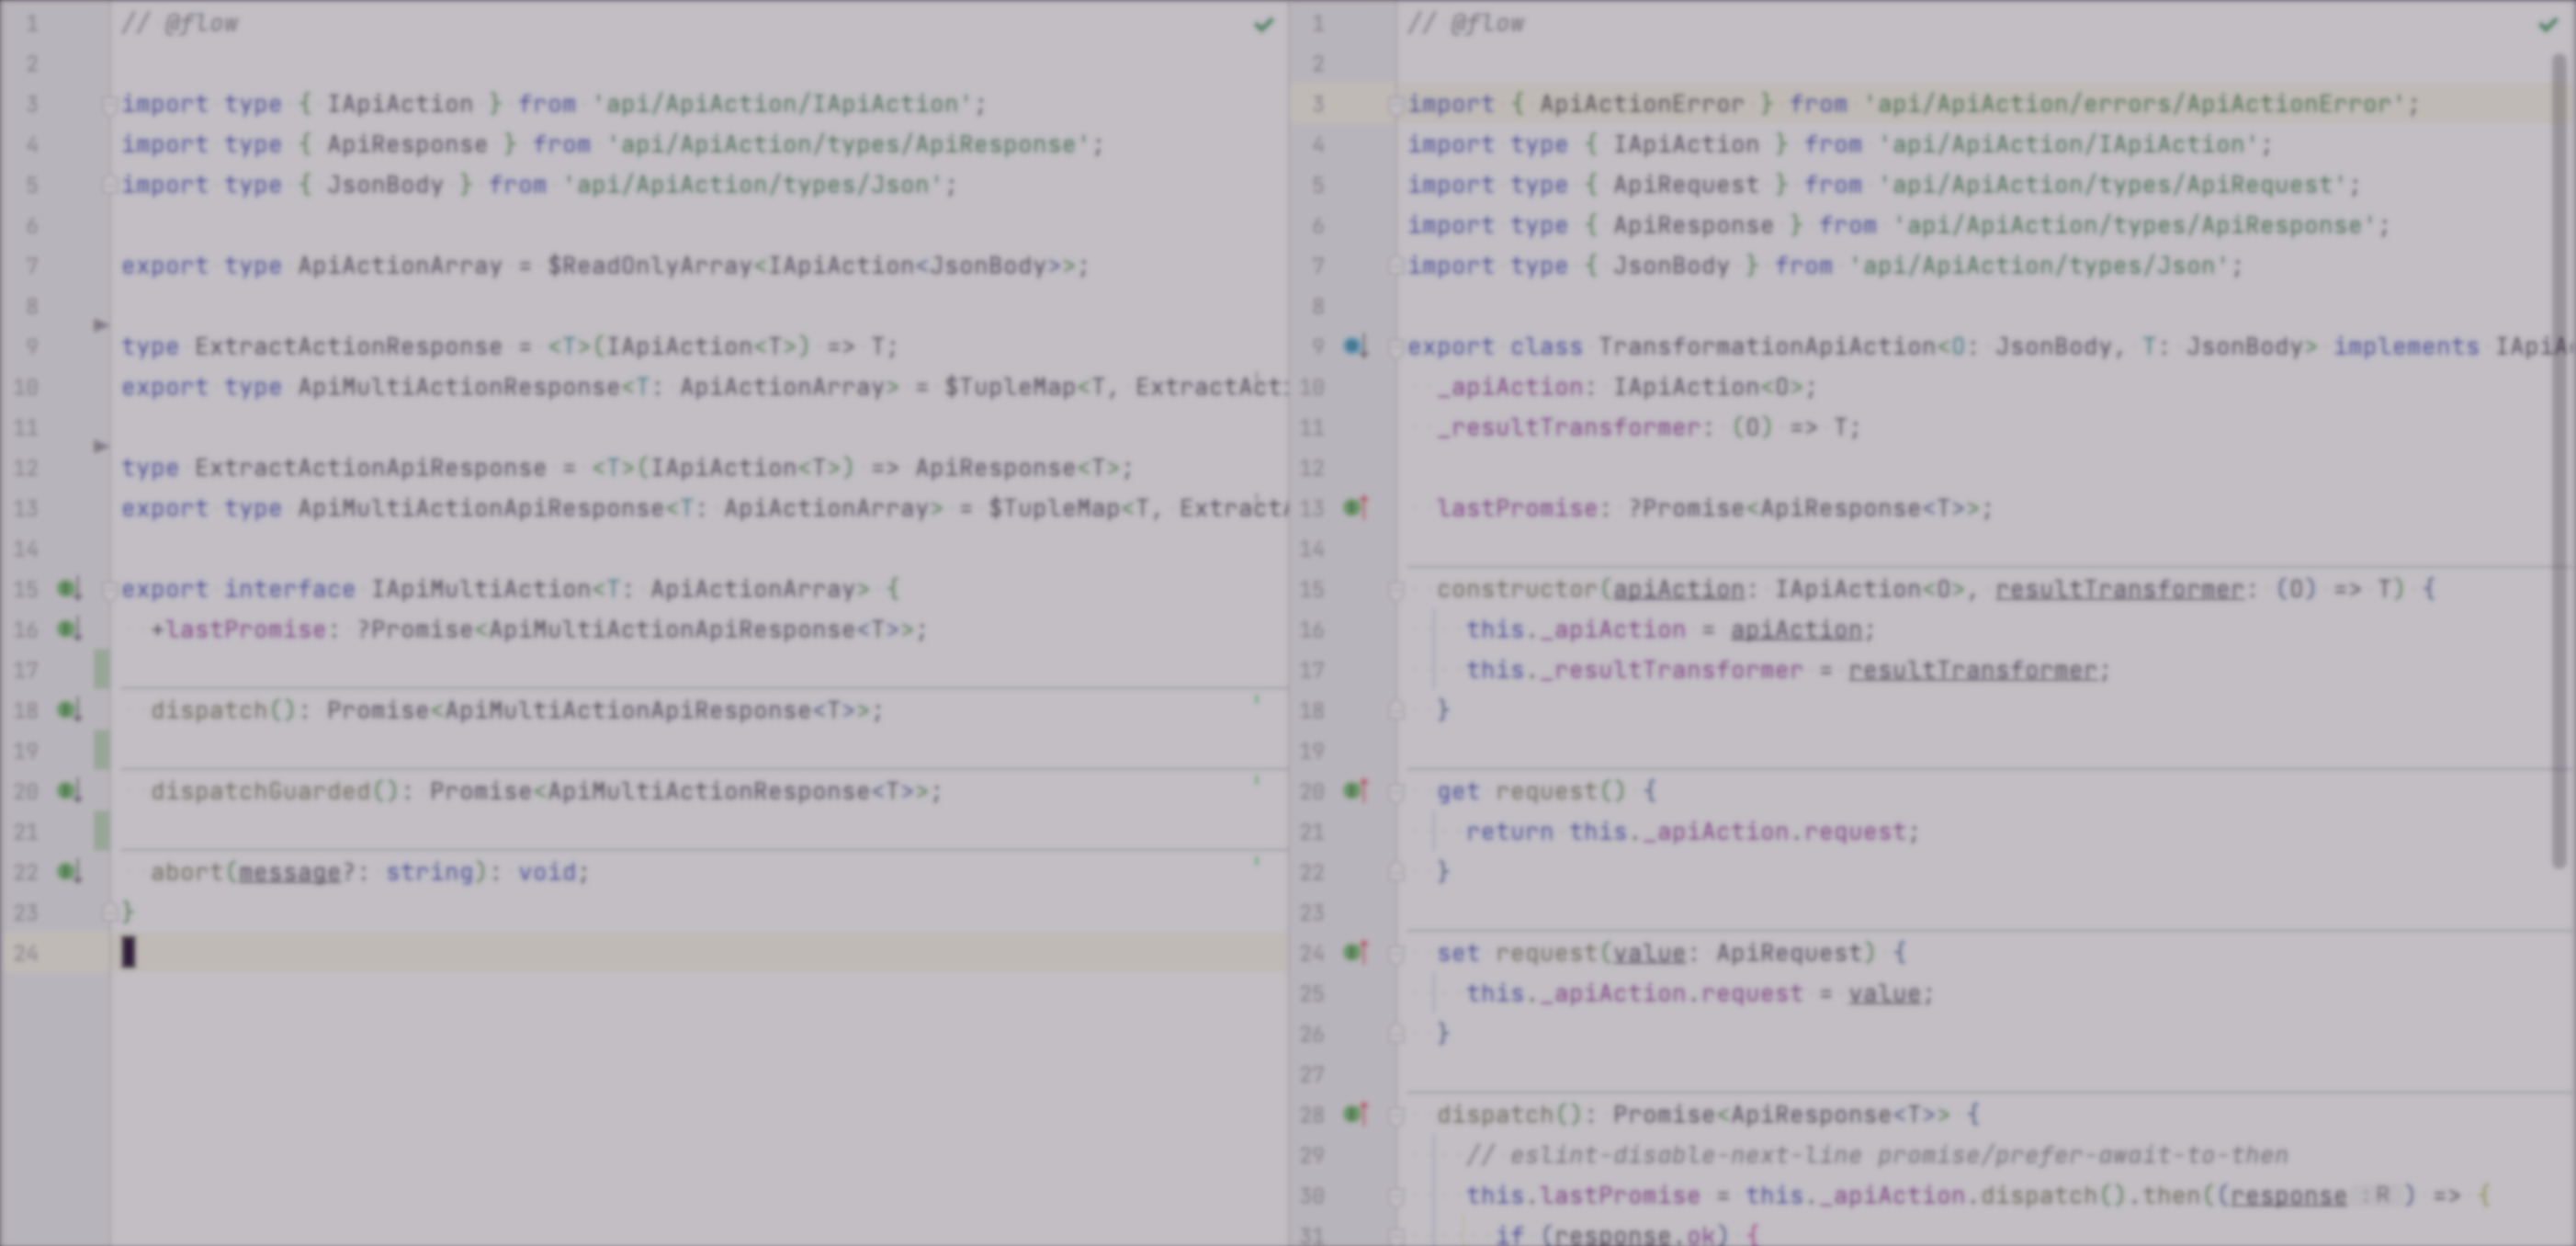 // @flow
import type { IApiAction } from 'api/ApiAction/IApiAction';
import type { ApiResponse } from 'api/ApiAction/types/ApiResponse';
import type { JsonBody } from 'api/ApiAction/types/Json';
export type ApiActionArray = $ReadOnlyArray<IApiAction<JsonBody>>;
type ExtractActionResponse = <T>(IApiAction<T>) => T;
export type ApiMultiActionResponse<T: ApiActionArray> = $TupleMap<T, ExtractActi
type ExtractActionApiResponse = <T>(IApiAction<T>) => ApiResponse<T>;
export type ApiMultiActionApiResponse<T: ApiActionArray> = $TupleMap<T, ExtractA
export interface IApiMultiAction<T: ApiActionArray> {
+lastPromise: ?Promise<ApiMultiActionApiResponse<T>>;
dispatch(): Promise<ApiMultiActionApiResponse<T>>;
dispatchGuarded(): Promise<ApiMultiActionResponse<T>>;
abort(message?: string): void;
}
1
2
3
4
5
6
7
8
9
10
11
12
13
14
15
16
17
18
19
20
21
22
23
24
// @flow
import { ApiActionError } from 'api/ApiAction/errors/ApiActionError';
import type { IApiAction } from 'api/ApiAction/IApiAction';
import type { ApiRequest } from 'api/ApiAction/types/ApiRequest';
import type { ApiResponse } from 'api/ApiAction/types/ApiResponse';
import type { JsonBody } from 'api/ApiAction/types/Json';
export class TransformationApiAction<O: JsonBody, T: JsonBody> implements IApiA
_apiAction: IApiAction<O>;
_resultTransformer: (O) => T;
lastPromise: ?Promise<ApiResponse<T>>;
constructor(apiAction: IApiAction<O>, resultTransformer: (O) => T) {
this._apiAction = apiAction;
this._resultTransformer = resultTransformer;
}
get request() {
return this._apiAction.request;
}
set request(value: ApiRequest) {
this._apiAction.request = value;
}
dispatch(): Promise<ApiResponse<T>> {
// eslint-disable-next-line promise/prefer-await-to-then
this.lastPromise = this._apiAction.dispatch().then((response :R ) => {
if (response.ok) {
1
2
3
4
5
6
7
8
9
10
11
12
13
14
15
16
17
18
19
20
21
22
23
24
25
26
27
28
29
30
31